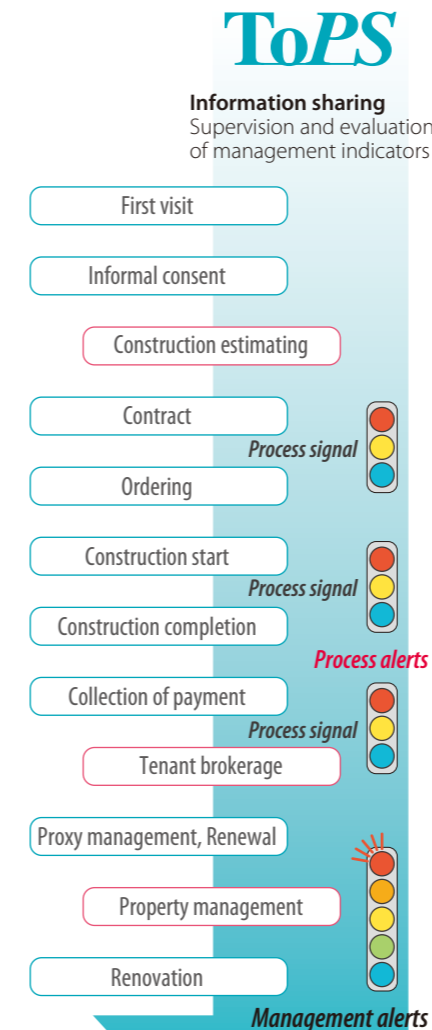 ToPS
Information sharing
Supervision and evaluation
of management indicators
First visit
Informal consent
Construction estimating
Contract
Process signal
Ordering
Construction start
Process signal
Construction completion
Process alerts
Collection of payment
Process signal
Tenant brokerage
Proxy management, Renewal
Property management
Renovation
Management alerts